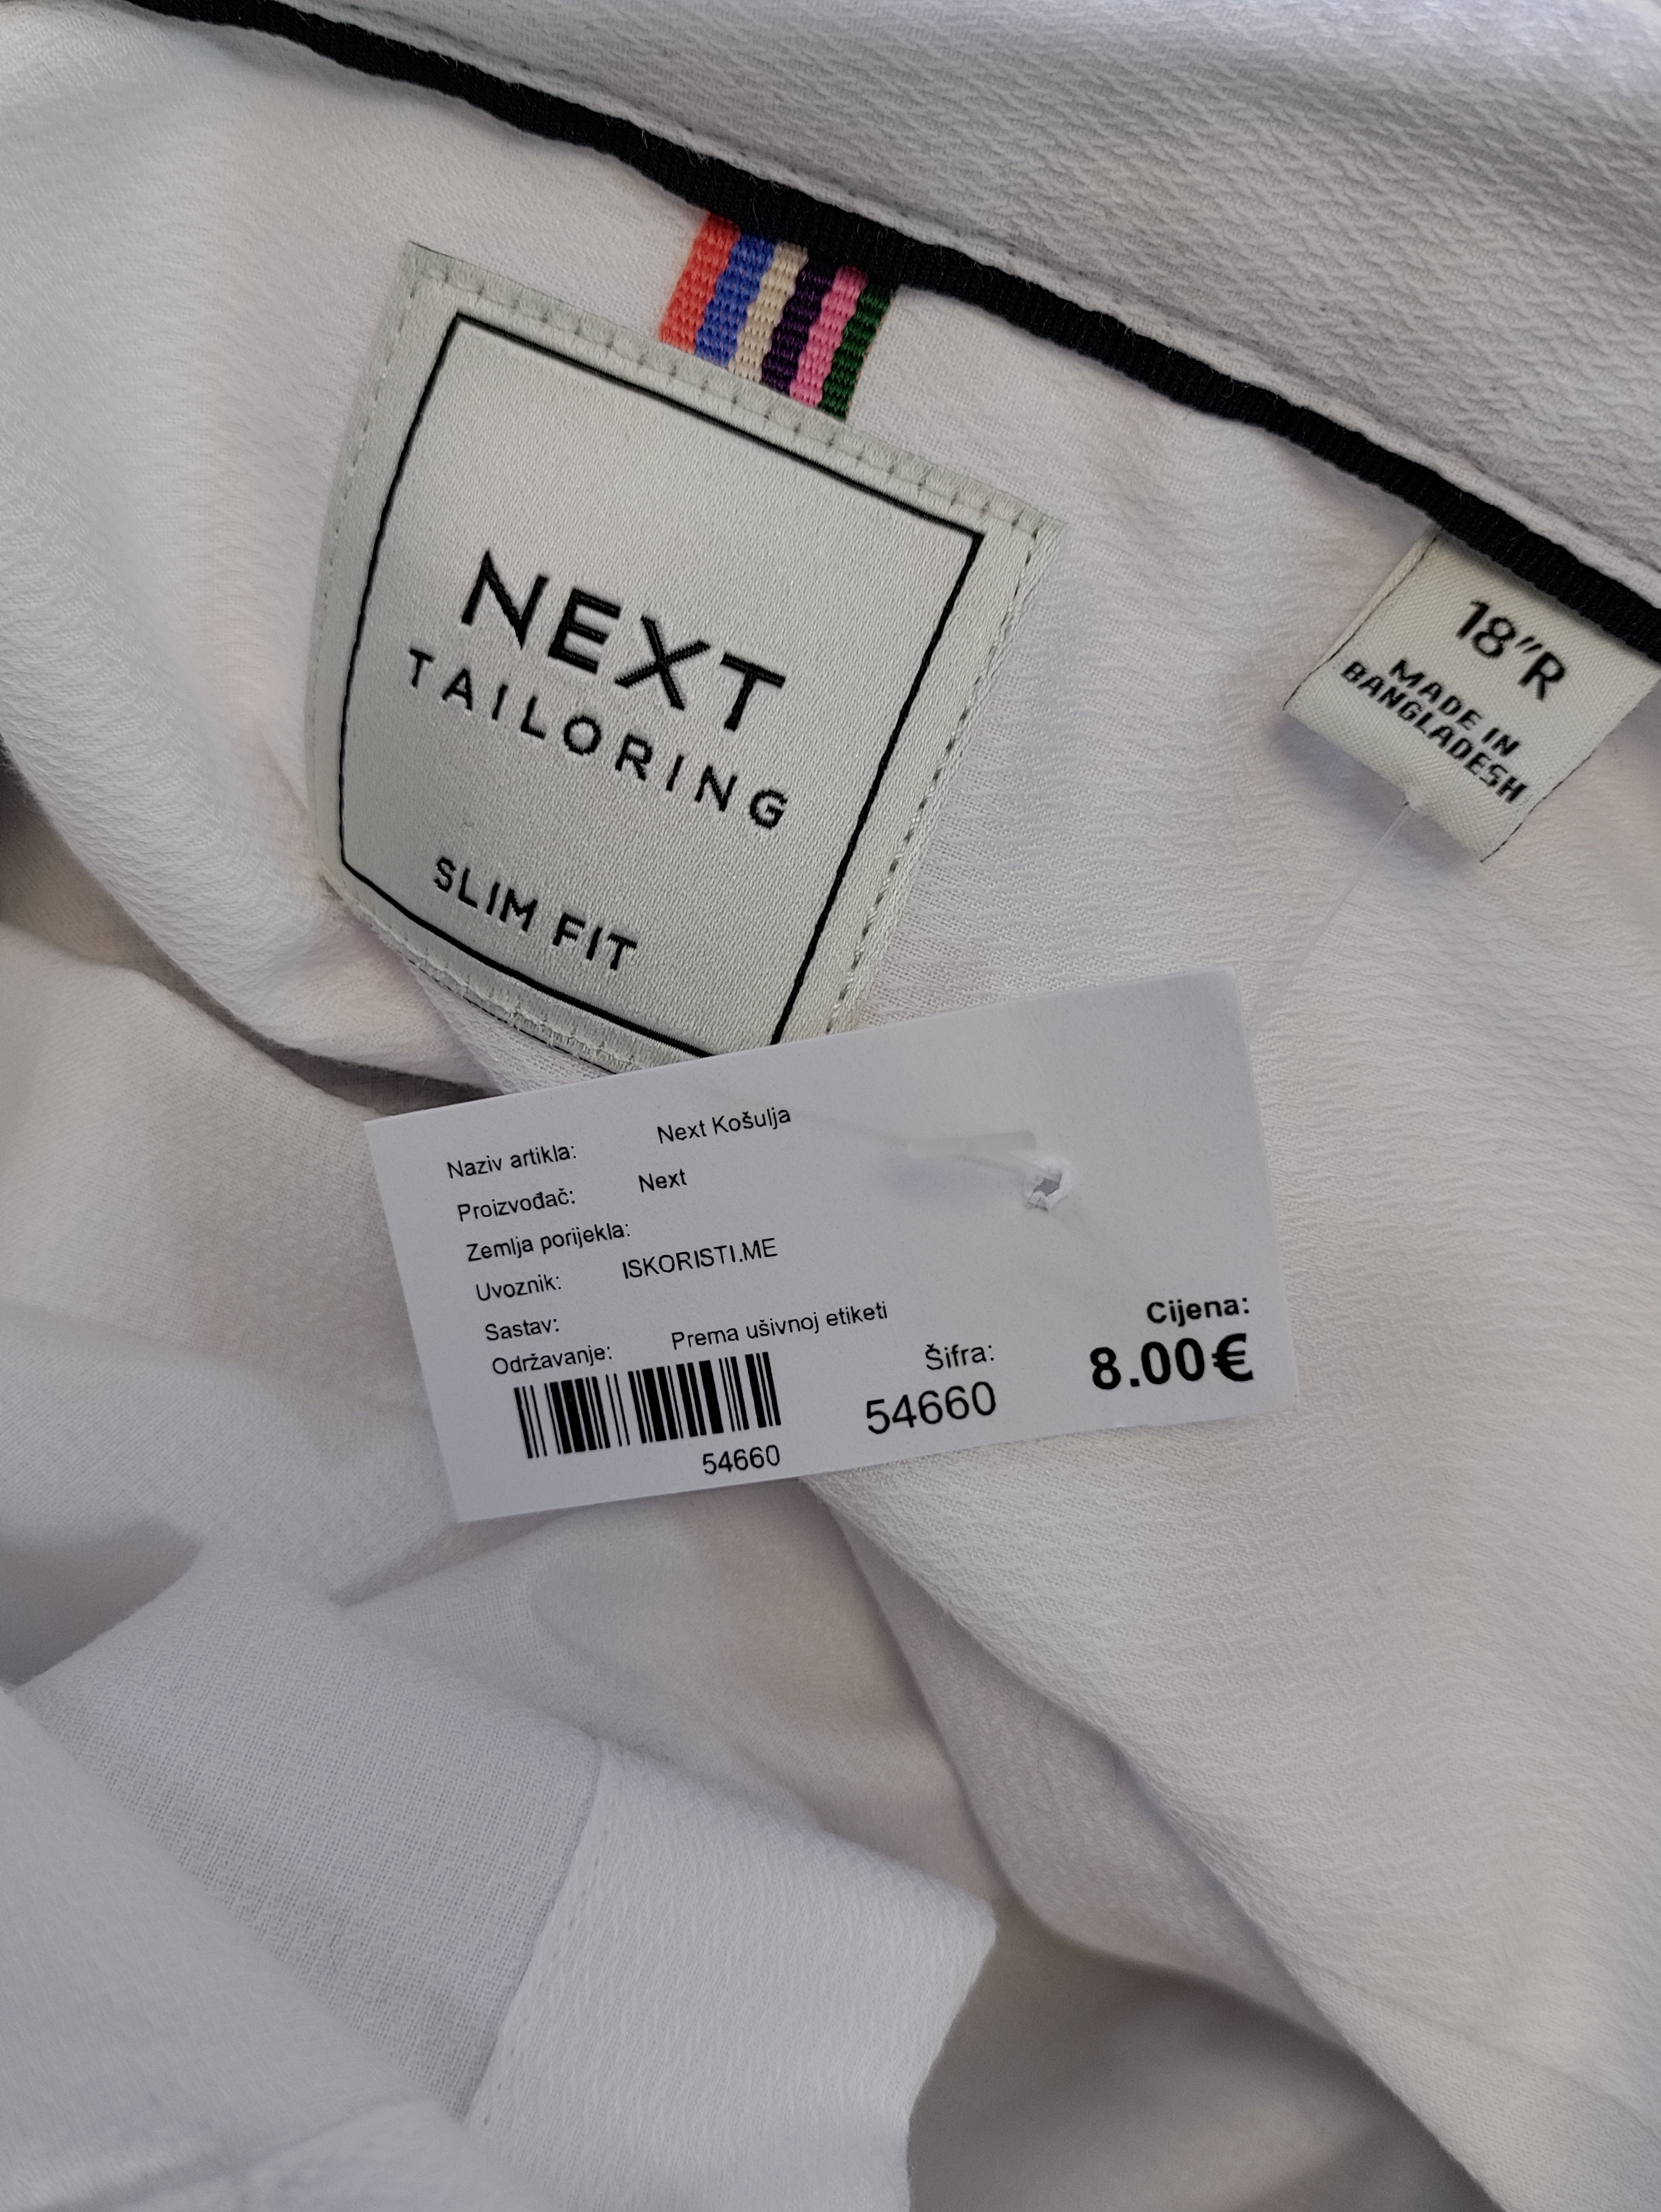 NEXT
TAILORING
SLIM FIT
18"R
MADE IN
BANGLADESH
Naziv artikla: Next Košulja
Proizvođač: Next
Zemlja porijekla:
Uvoznik: ISKORISTI.ME
Sastav:
Održavanje: Prema ušivnoj etiketi
54660
Šifra:
54660
Cijena:
8.00€